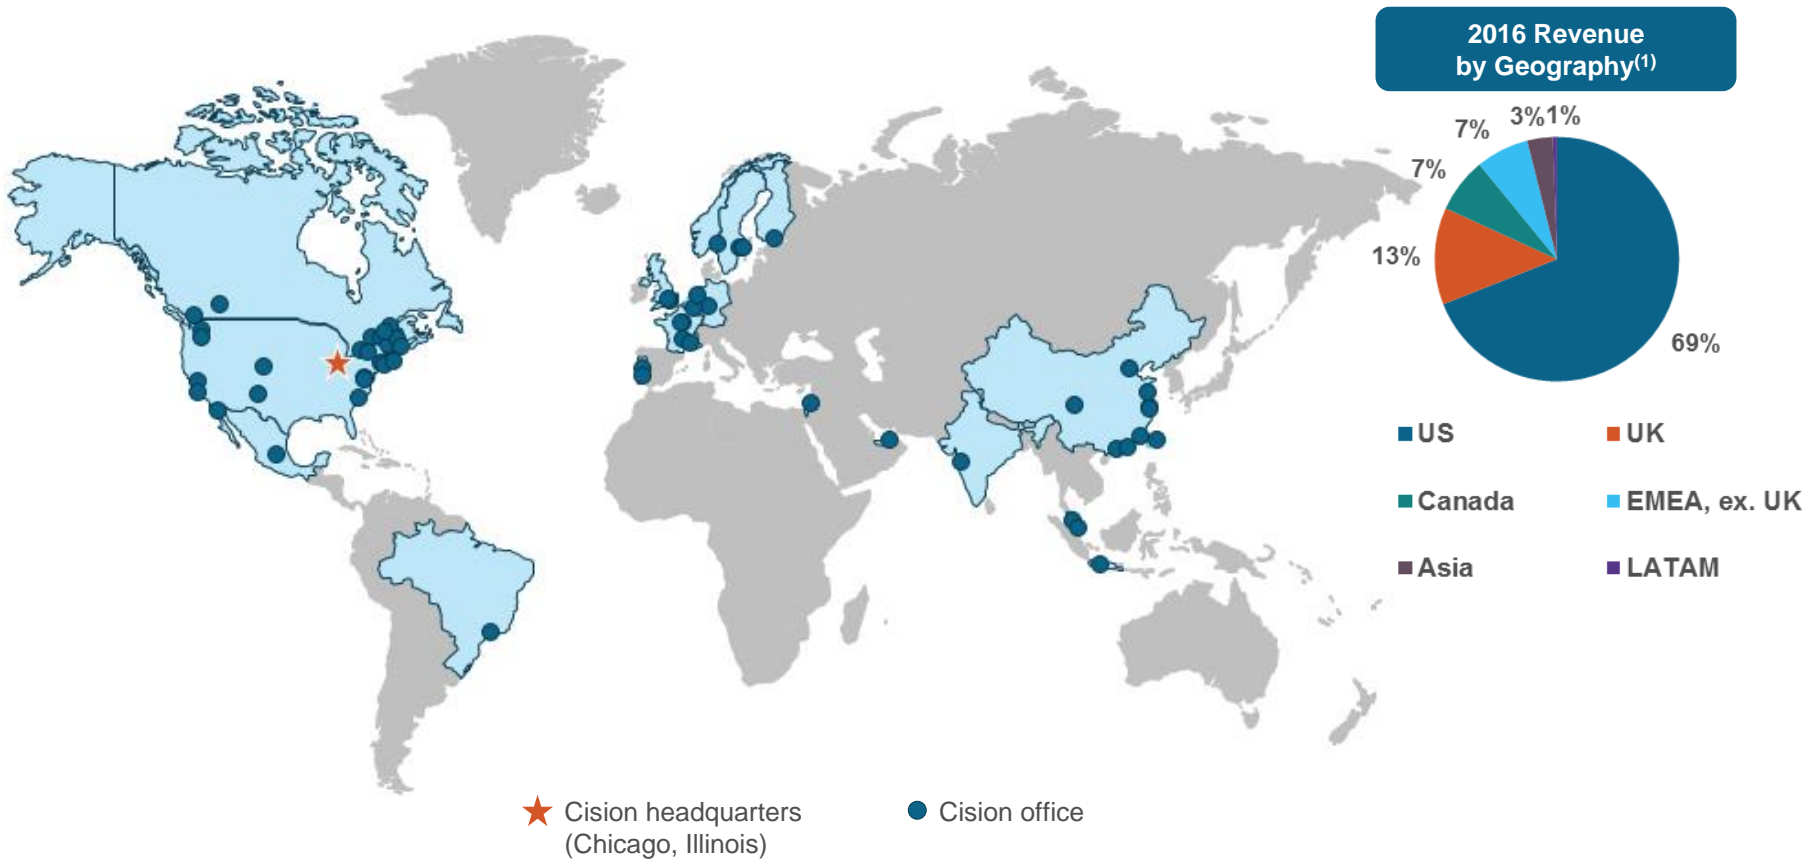 2016 Revenue
by Geography(1)
3% 1%
7%
7%
13%
69%
US
UK
Canada
EMEA, ex. UK
Asia
LATAM
Cision headquarters
(Chicago, Illinois)
Cision office